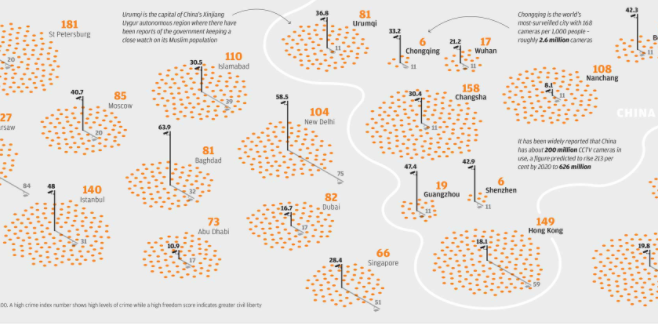 181
St Petersburg
20
Urumqi is the capital of China's Xinjiang
Uygur autonomous region where there have
been reports of the government keeping a
close watch on its Muslim population
36.8
81
Urumqi
11
Chongqing is the world's
most-surveilled city with 168
cameras per 1,000 people –
roughly 2.6 million cameras
42.3
11
33.2
6
Chongqing
11
21.2
17
Wuhan
11
110
Islamabad
30.5
39
40.7
85
Moscow
20
58.5
104
New Delhi
75
158
Changsha
30.4
11
108
Nanchang
8.1
11
CHINA
27
rsaw
84
63.9
81
Baghdad
It has been widely reported that China
has about 200 million CCTV cameras in
use, a figure predicted to rise 213 per
cent by 2020 to 626 million
48
140
Istanbul
31
82
Dubai
16.7
17
47.4
19
Guangzhou
11
42.9
6
Shenzhen
11
73
Abu Dhabi
10.9
17
66
Singapore
28.4
51
149
Hong Kong
18.1
59
19.8
A high crime index number shows high levels of crime while a high freedom score indicates greater civil liberty